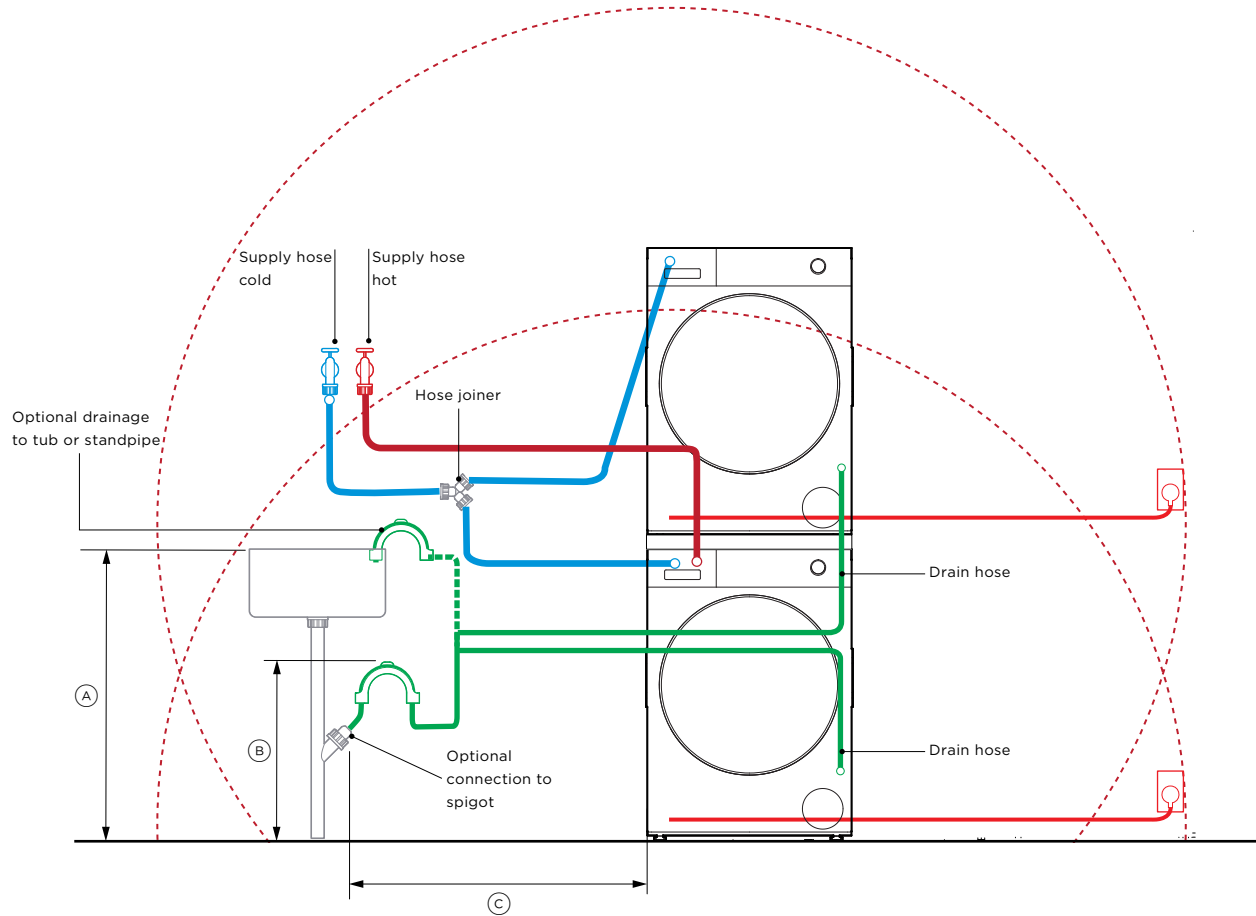 Supply hose
cold
Supply hose
hot
Hose joiner
Optional drainage
to tub or standpipe
Drain hose
A
B
Optional
connection to
spigot
Drain hose
C